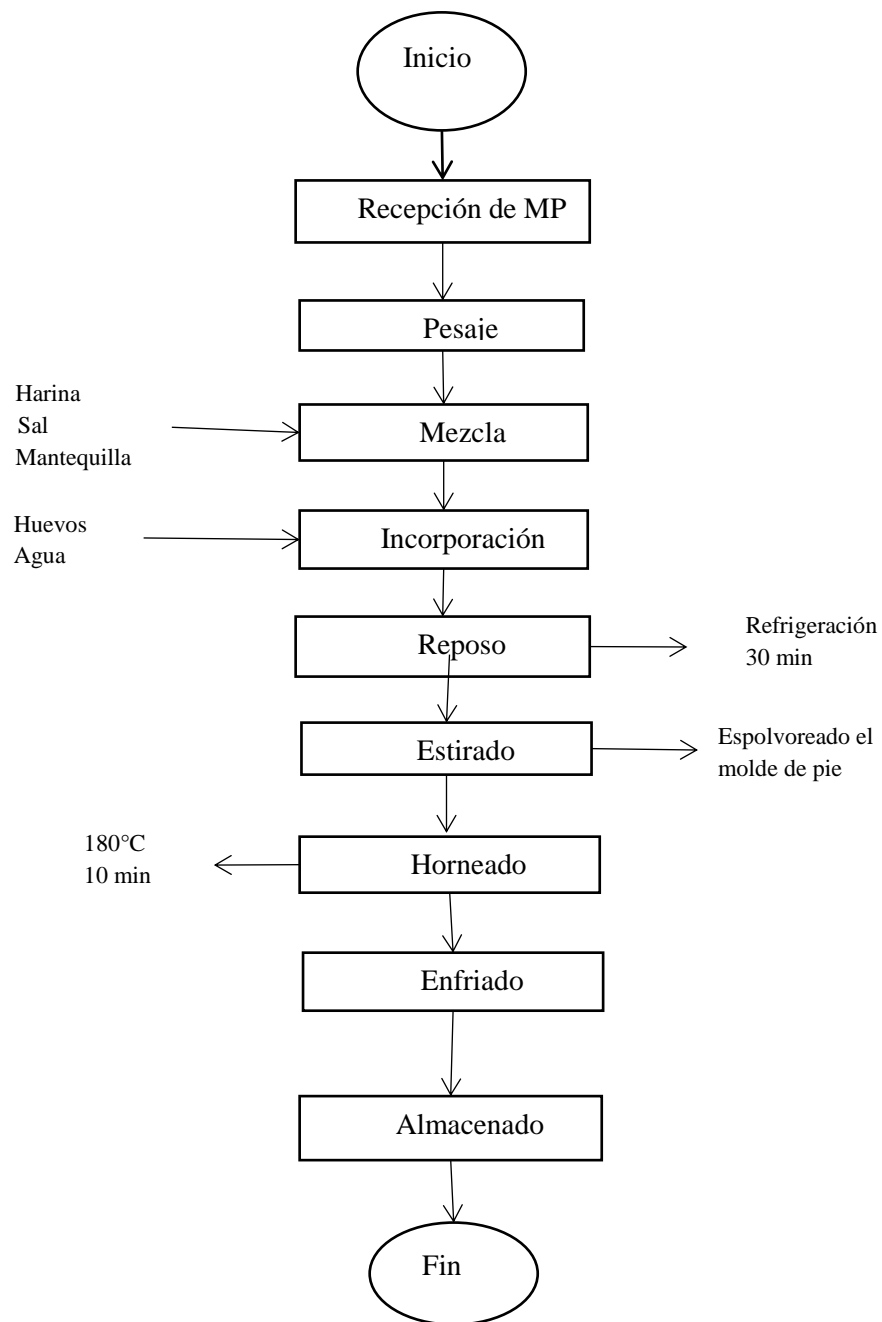 Inicio
Recepción de MP
Pesaje
Harina
Sal
Mantequilla
Mezcla
Huevos
Agua
Incorporación
Reposo
Refrigeración
30 min
Estirado
Espolvoreado el
molde de pie
180°C
10 min
Horneado
Enfriado
Almacenado
Fin